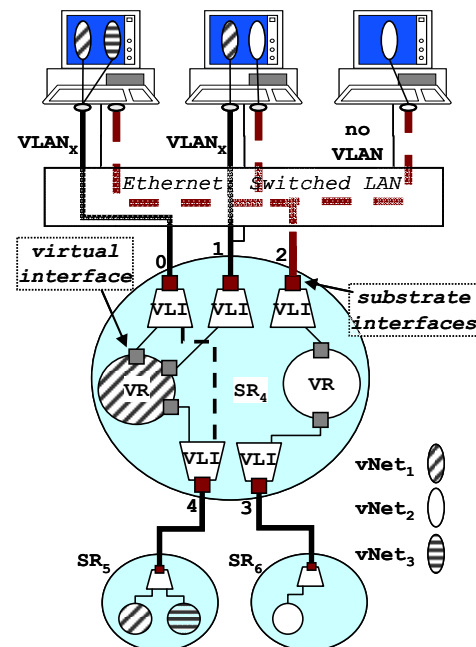 VLANx
VLANx
no
VLAN
Ethernet Switched LAN
virtual
interface
0
1
2
substrate
interfaces
VLI
VLI
VLI
VR
SR4
VR
VLI
VLI
4
3
vNet1
vNet2
vNet3
SR5
SR6